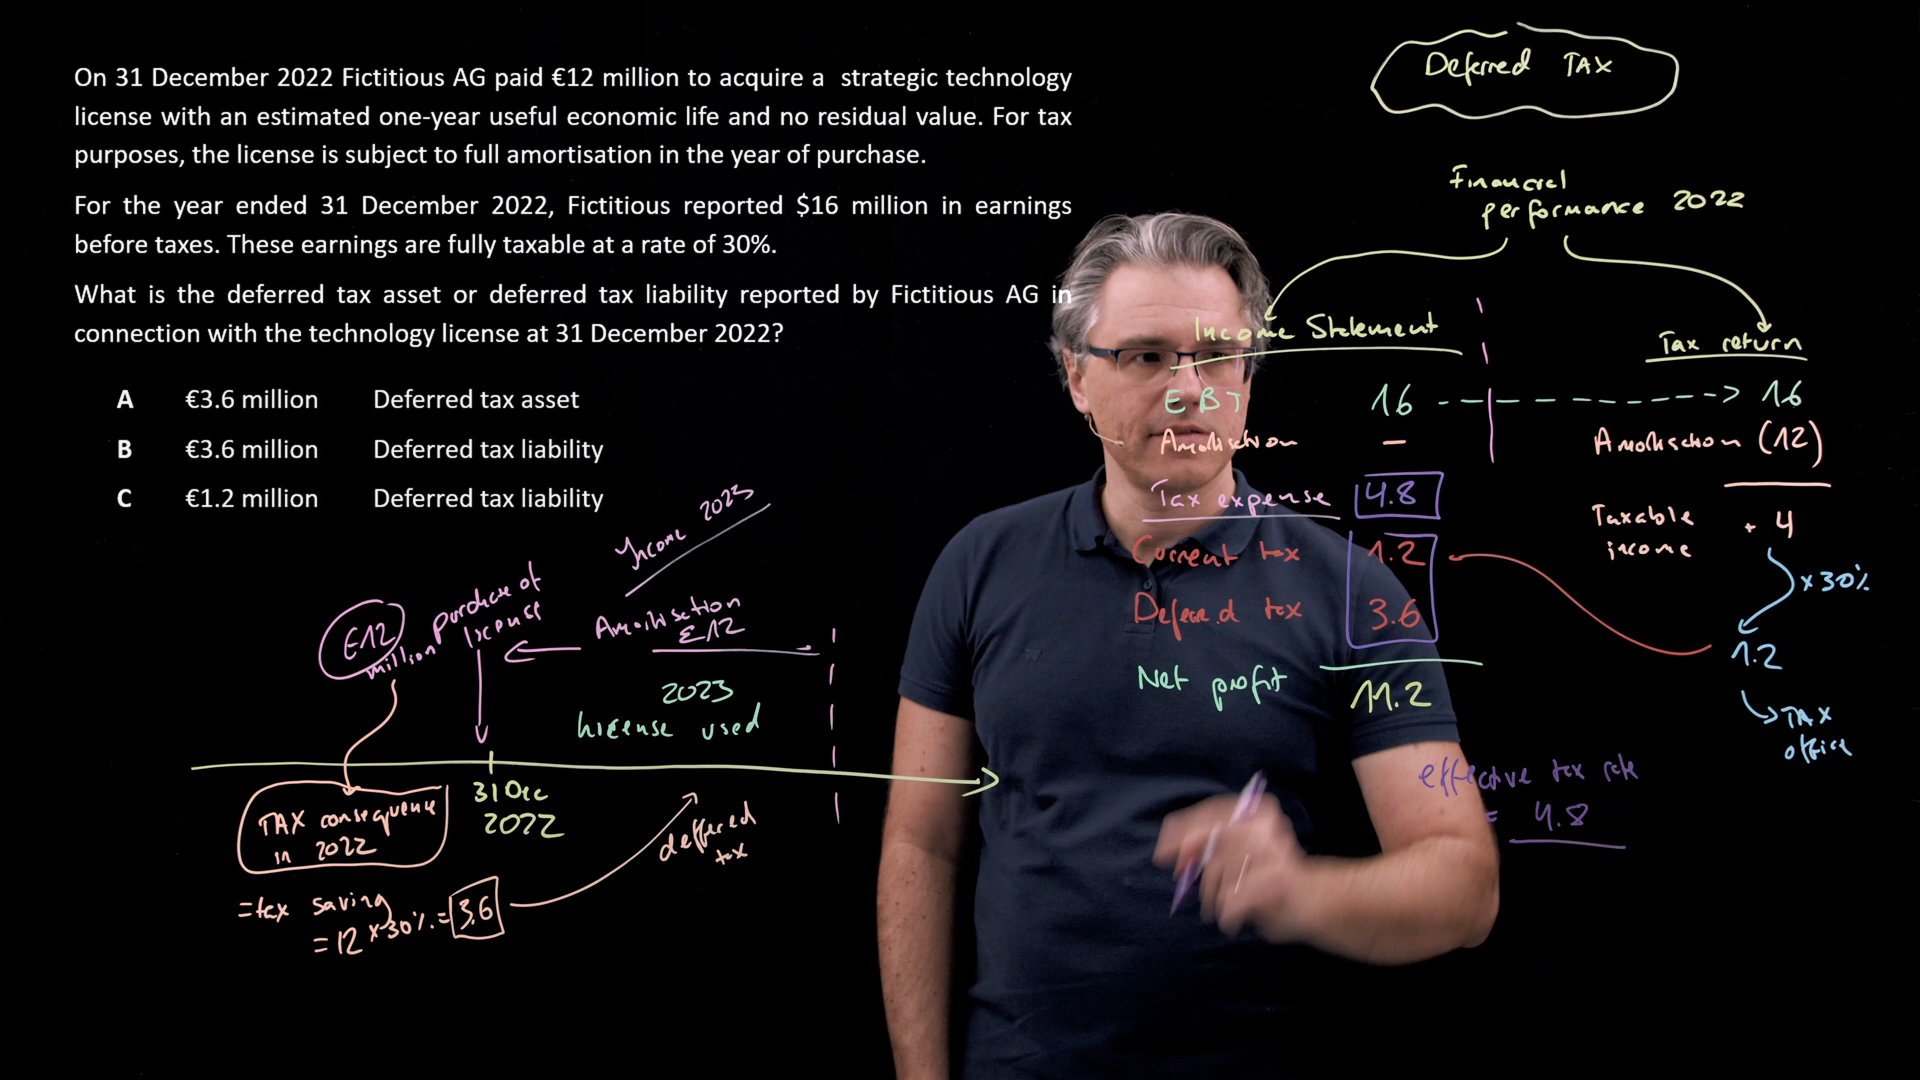 On 31 December 2022 Fictitious AG paid €12 million to acquire a strategic technology
license with an estimated one-year useful economic life and no residual value. For tax
purposes, the license is subject to full amortisation in the year of purchase.
For the year ended 31 December 2022, Fictitious reported $16 million in earnings
before taxes. These earnings are fully taxable at a rate of 30%.
What is the deferred tax asset or deferred tax liability reported by Fictitious AG in
connection with the technology license at 31 December 2022?
A €3.6 million Deferred tax asset
B €3.6 million Deferred tax liability
C €1.2 million Deferred tax liability
Income 2023
€12
million
purchase of
license
Amortisation
€12
2023
license used
31 Dec
2022
TAX consequence
in 2022
=tax saving
=12 x30%.= 3.6
deffered
tax
Deferred TAX
Financial
performance 2022
Income Statement
EBT 16
Amortisation –
Tax expense 4.8
Current tax 1.2
Deferred tax 3.6
Net profit 11.2
effective tax rate
= 4.8
Tax return
16
Amortisation (12)
Taxable
income + 4
x30%
1.2
TAX
office